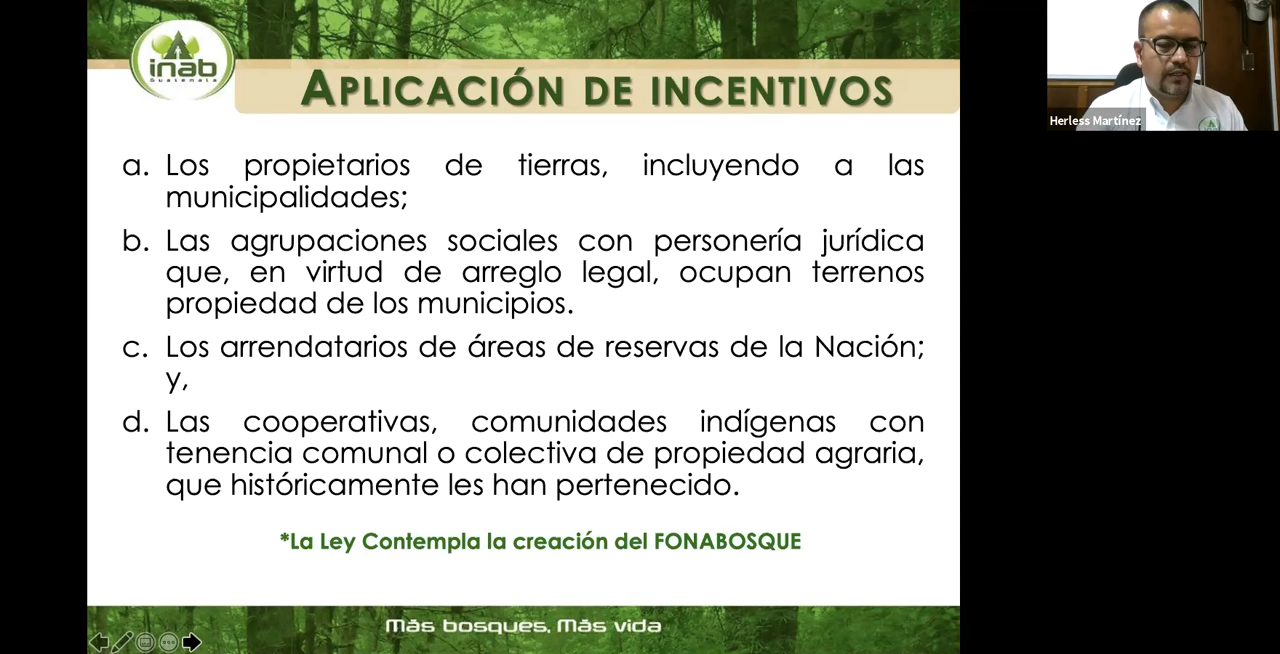 inab
Guatemala
APLICACIÓN DE INCENTIVOS
Herless Martínez
a. Los propietarios de tierras, incluyendo a las
municipalidades;
b. Las agrupaciones sociales con personería jurídica
que, en virtud de arreglo legal, ocupan terrenos
propiedad de los municipios.
c. Los arrendatarios de áreas de reservas de la Nación;
y,
d. Las cooperativas, comunidades indígenas con
tenencia comunal o colectiva de propiedad agraria,
que históricamente les han pertenecido.
*La Ley Contempla la creación del FONABOSQUE
Más bosques, Más vida